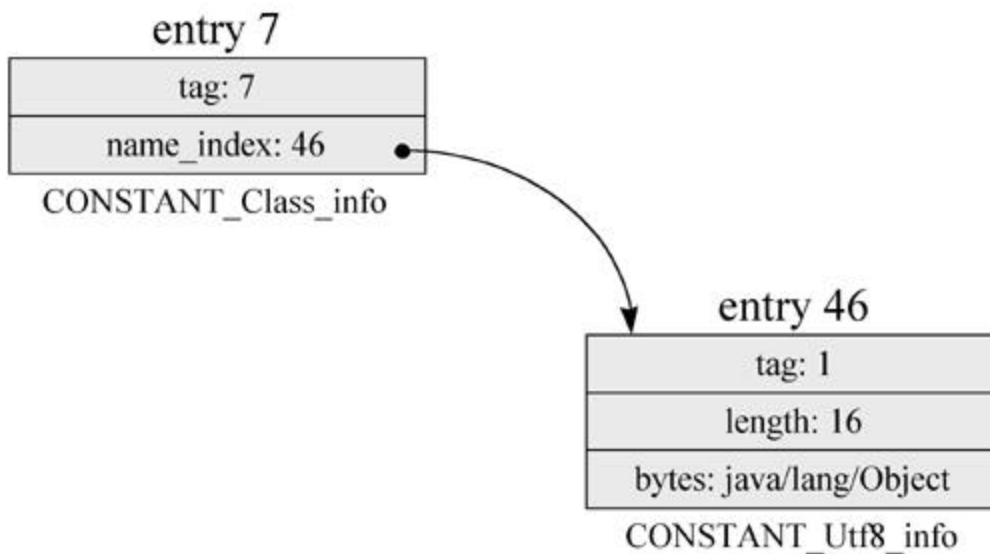 entry 7
tag: 7
name_index: 46
CONSTANT_Class_info
entry 46
tag: 1
length: 16
bytes: java/lang/Object
CONSTANT_Utf8_info